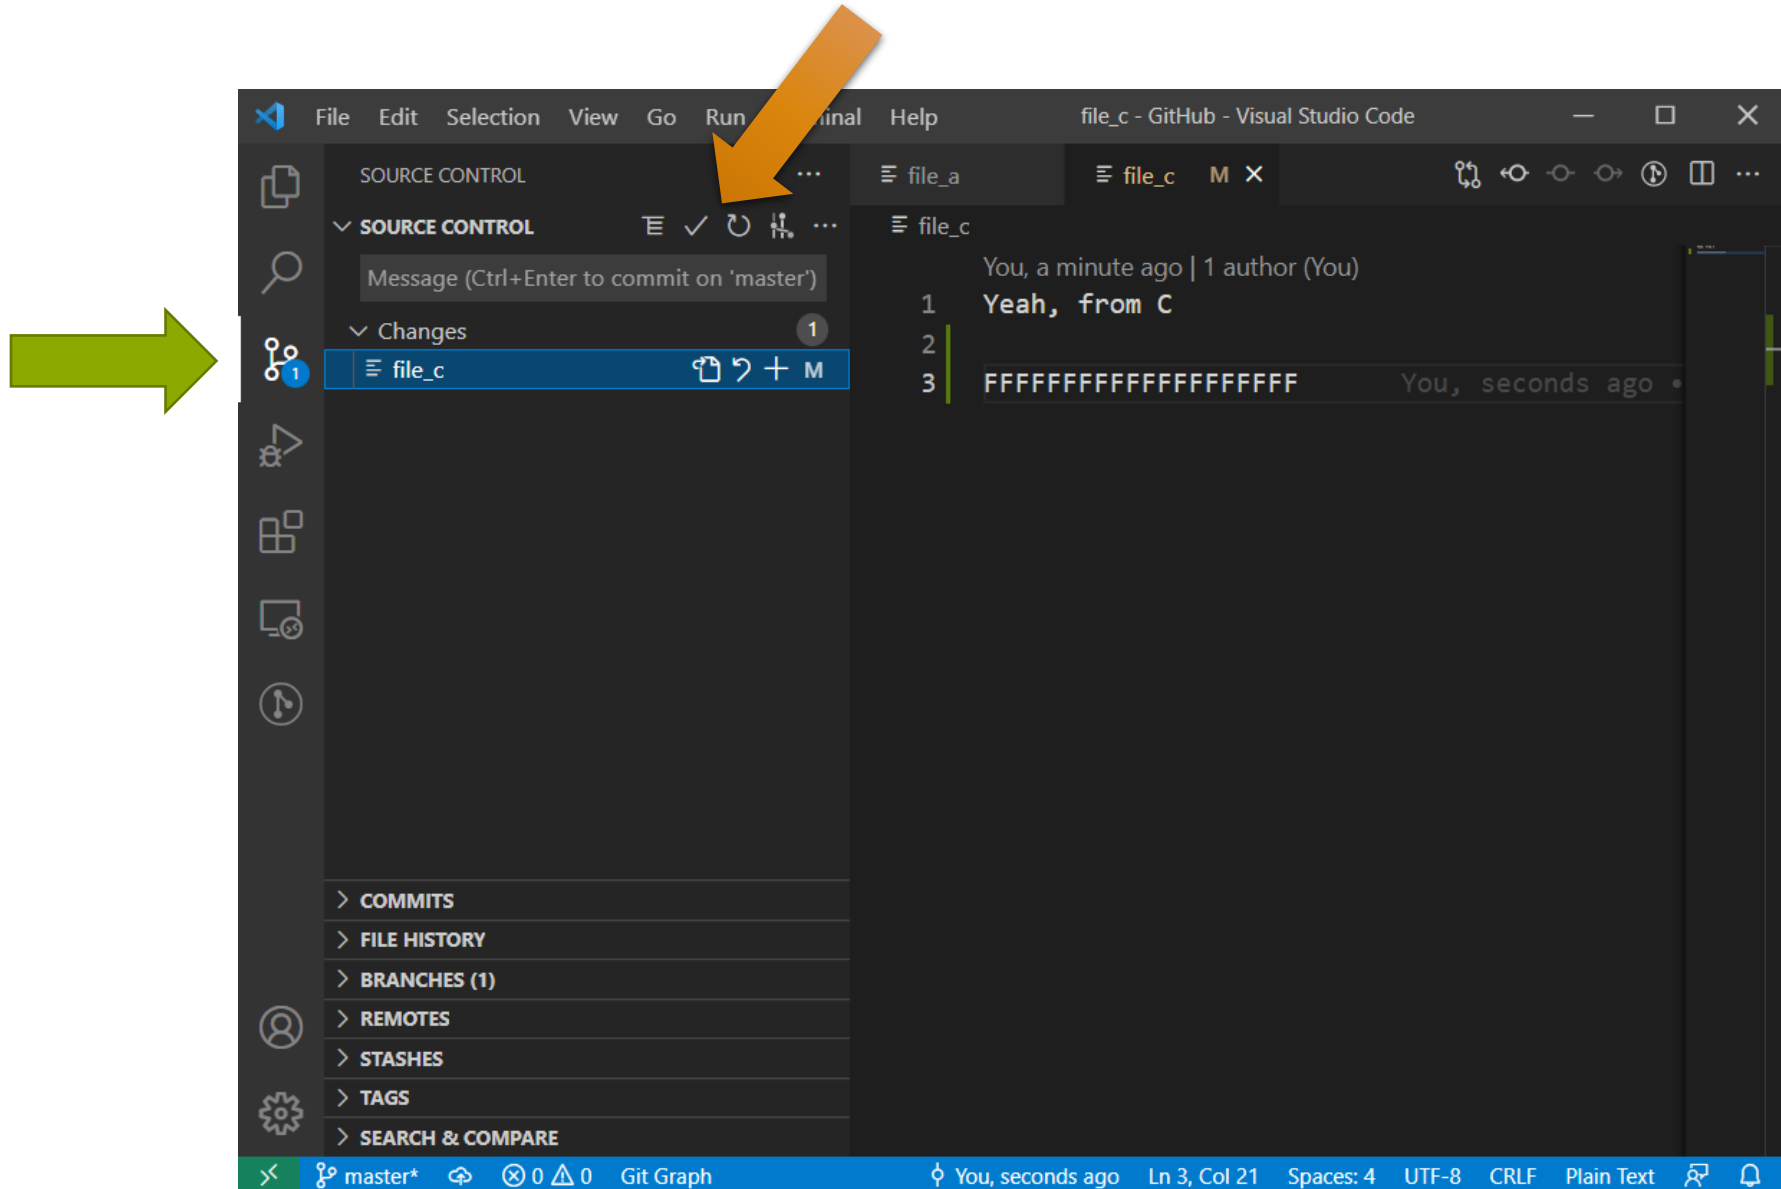 File Edit Selection View Go Run inal Help file_c - GitHub - Visual Studio Code
SOURCE CONTROL
file_a
file_c M
SOURCE CONTROL
file_c
Message (Ctrl+Enter to commit on 'master')
You, a minute ago | 1 author (You)
1 Yeah, from C
Changes 1
2
1
file_c M
3 FFFFFFFFFFFFFFFFFFFF You, seconds ago •
COMMITS
FILE HISTORY
BRANCHES (1)
REMOTES
STASHES
TAGS
SEARCH & COMPARE
master* 0 0 Git Graph You, seconds ago Ln 3, Col 21 Spaces: 4 UTF-8 CRLF Plain Text